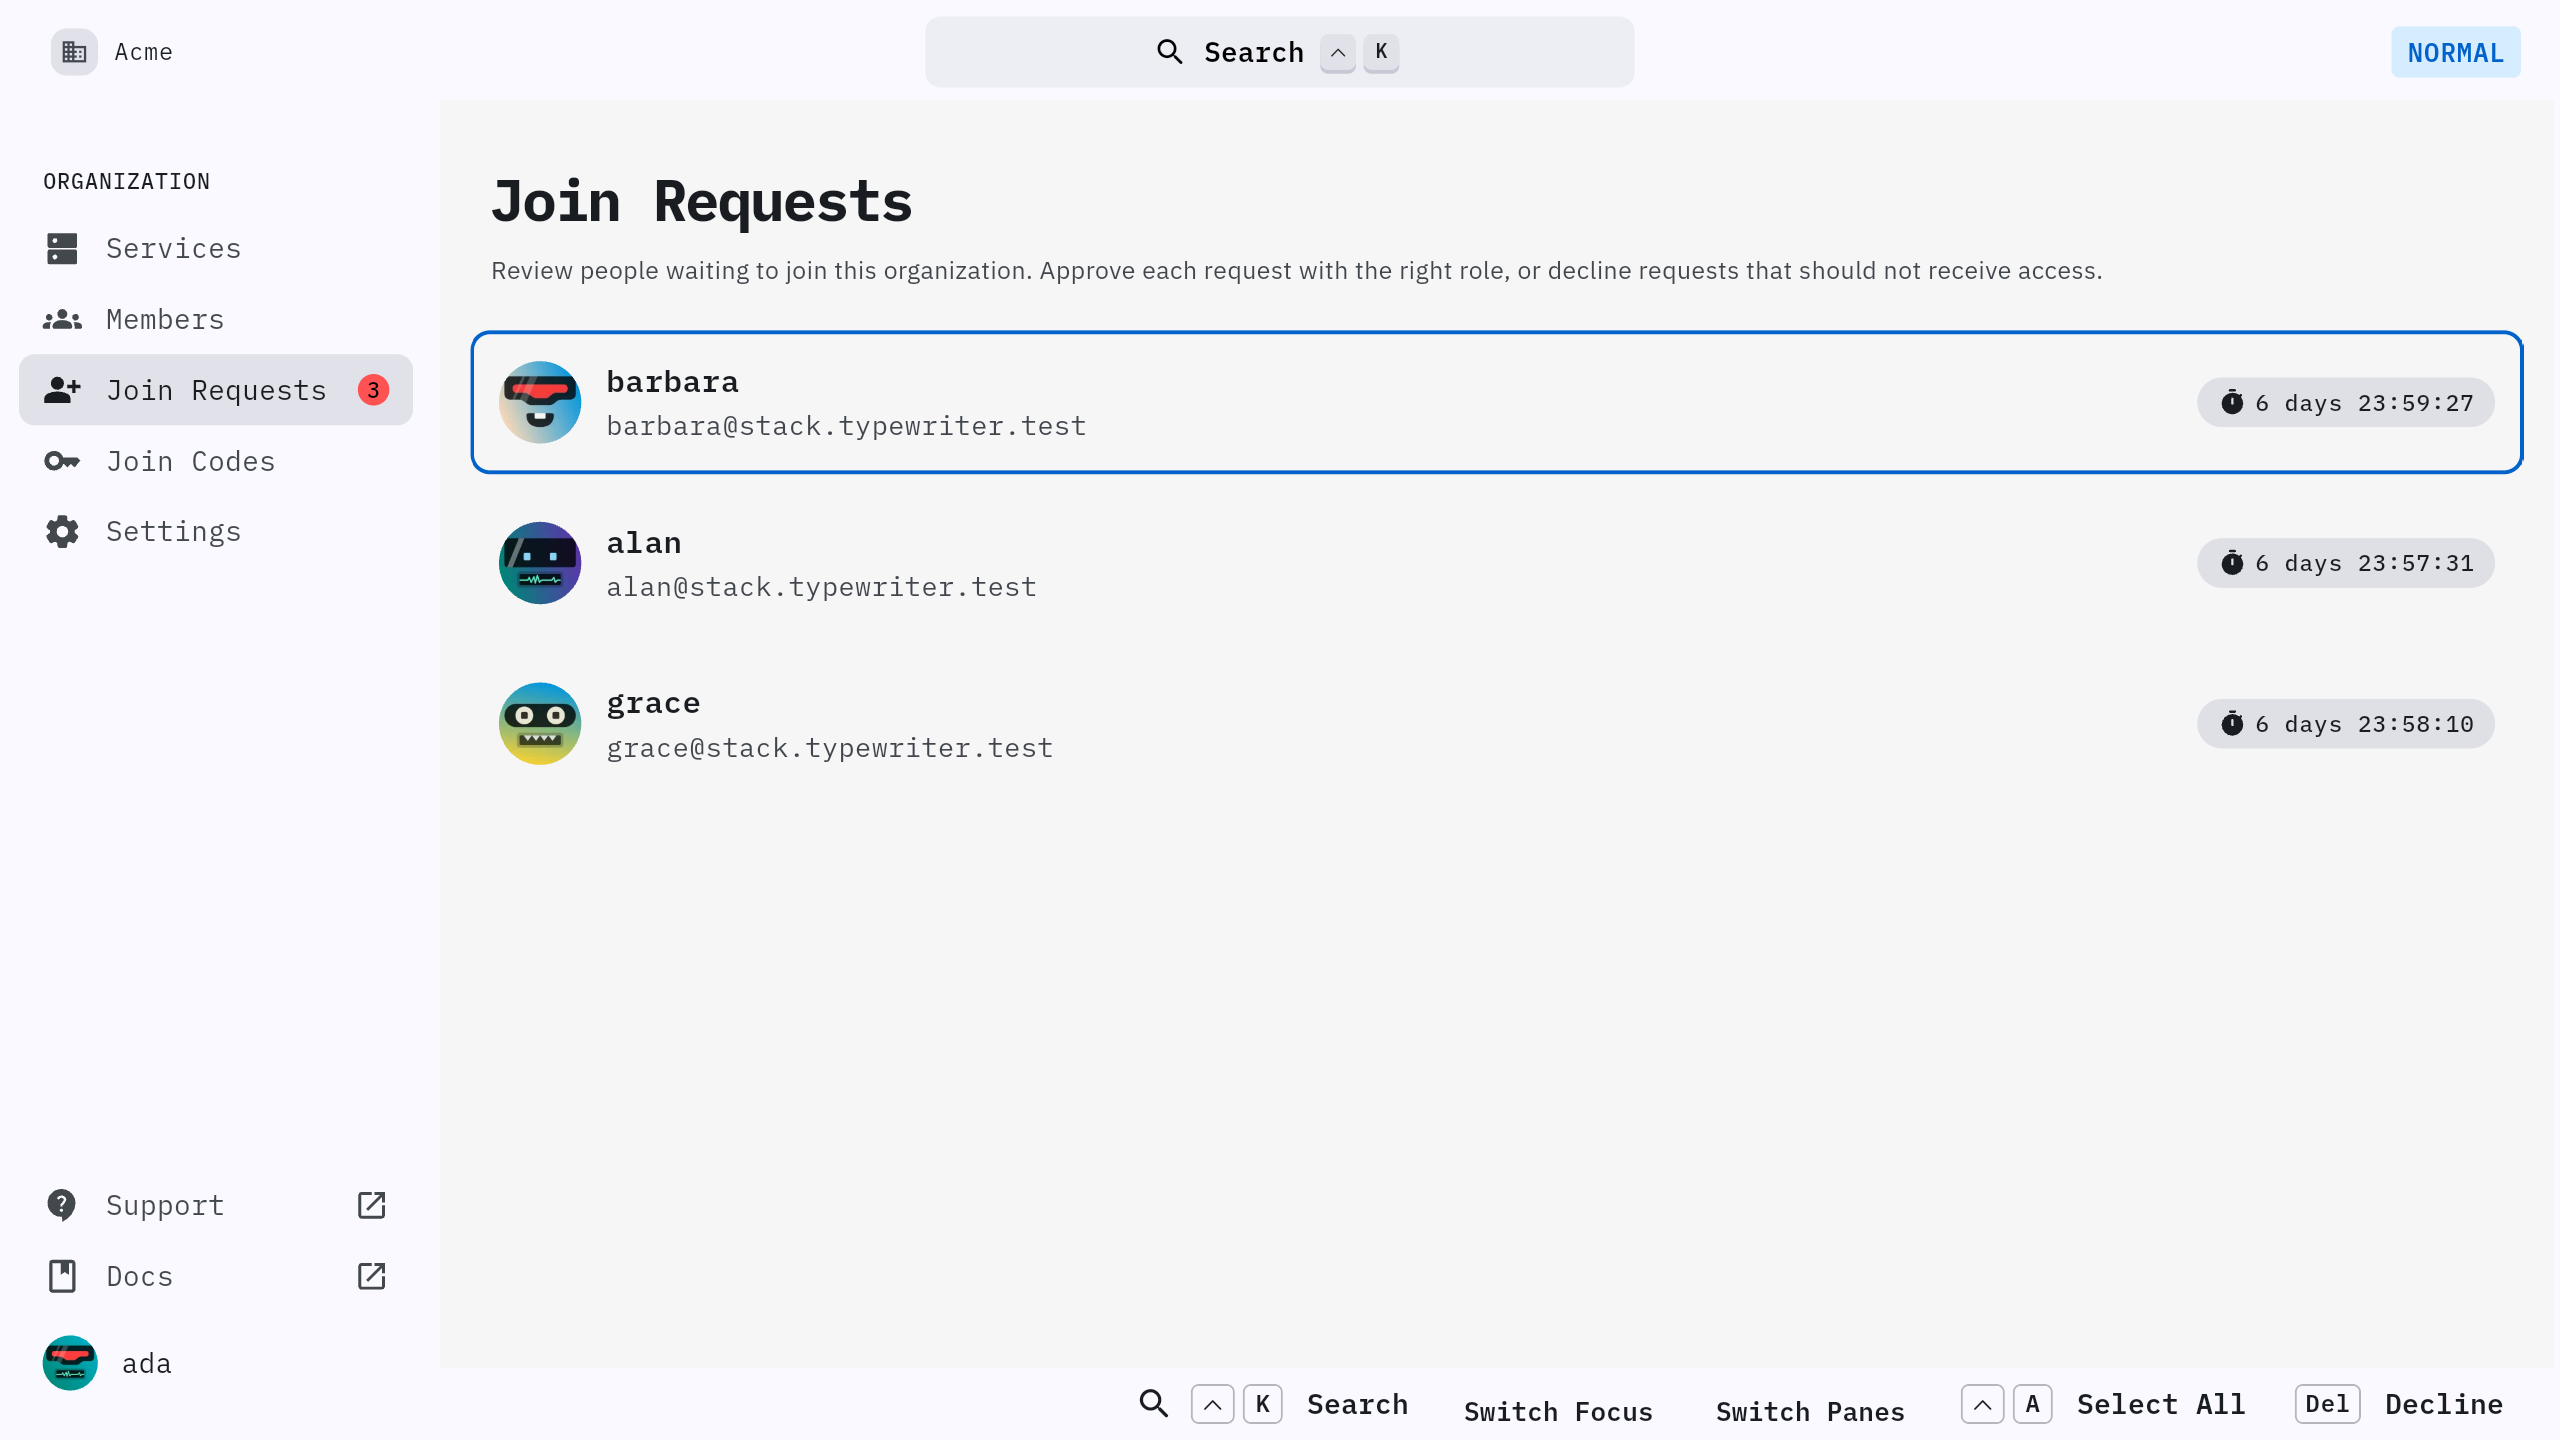 Acme
Search ^ K
NORMAL
ORGANIZATION
Services
Members
Join Requests 3
Join Codes
Settings
Join Requests
Review people waiting to join this organization. Approve each request with the right role, or decline requests that should not receive access.
barbara
barbara@stack.typewriter.test
6 days 23:59:27
alan
alan@stack.typewriter.test
6 days 23:57:31
grace
grace@stack.typewriter.test
6 days 23:58:10
Support
Docs
ada
^ K Search Switch Focus Switch Panes ^ A Select All Del Decline